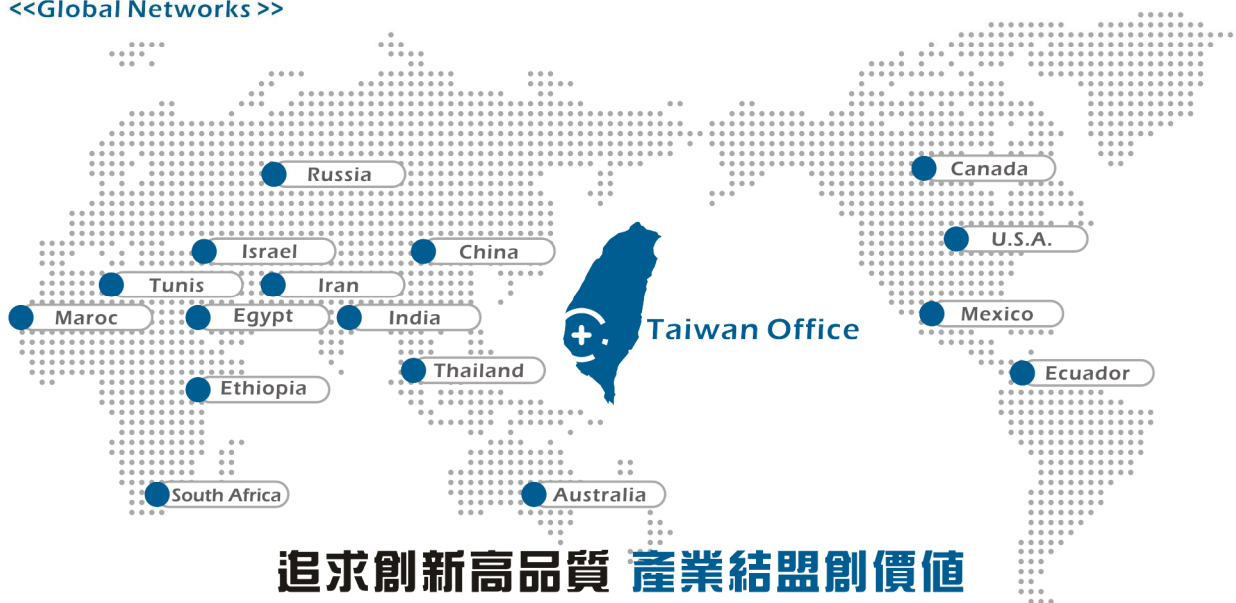 <<Global Networks >>
Russia
Canada
Israel
China
U.S.A.
Tunis
Iran
Maroc
Egypt
India
Mexico
Taiwan Office
Thailand
Ecuador
Ethiopia
South Africa
Australia
追求創新高品質 產業結盟創價值